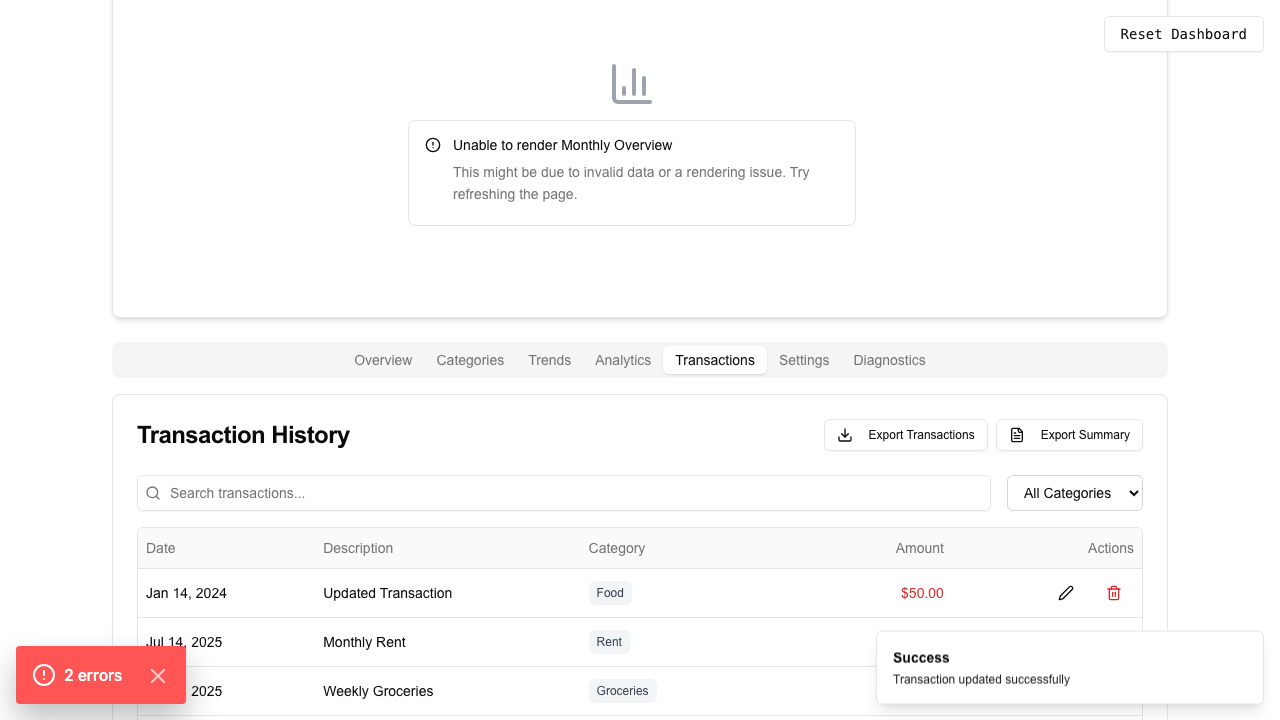 Reset Dashboard
Unable to render Monthly Overview
This might be due to invalid data or a rendering issue. Try
refreshing the page.
Overview Categories Trends Analytics Transactions Settings Diagnostics
Transaction History
Export Transactions Export Summary
Search transactions... All Categories
Date Description Category Amount Actions
Jan 14, 2024 Updated Transaction Food $50.00
Jul 14, 2025 Monthly Rent Rent
2025 Weekly Groceries Groceries
2 errors
Success
Transaction updated successfully